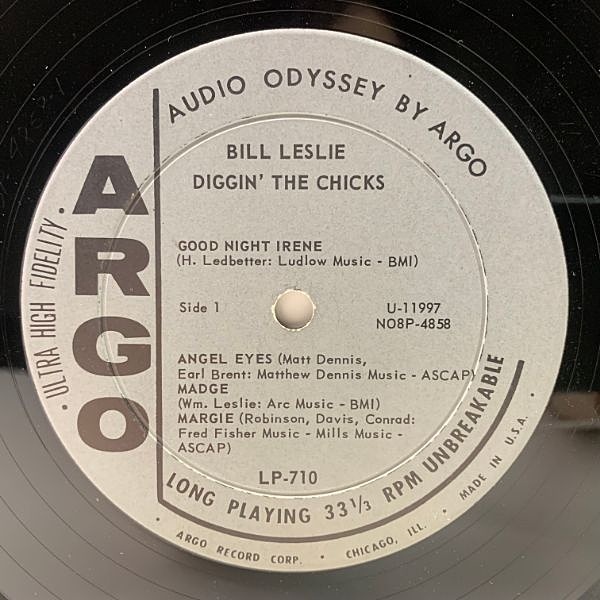 AUDIO ODYSSEY BY ARGO
ARGO
· ULTRA HIGH FIDELITY ·
BILL LESLIE
DIGGIN' THE CHICKS
GOOD NIGHT IRENE
(H. Ledbetter: Ludlow Music - BMI)
Side 1
U-11997
NO8P-4858
ANGEL EYES (Matt Dennis,
Earl Brent: Matthew Dennis Music - ASCAP)
MADGE
(Wm. Leslie: Arc Music - BMI)
MARGIE (Robinson, Davis, Conrad:
Fred Fisher Music - Mills Music -
ASCAP)
LP-710
LONG PLAYING 33 1/3 RPM UNBREAKABLE
· ARGO RECORD CORP. · CHICAGO, ILL. · MADE IN U.S.A. ·